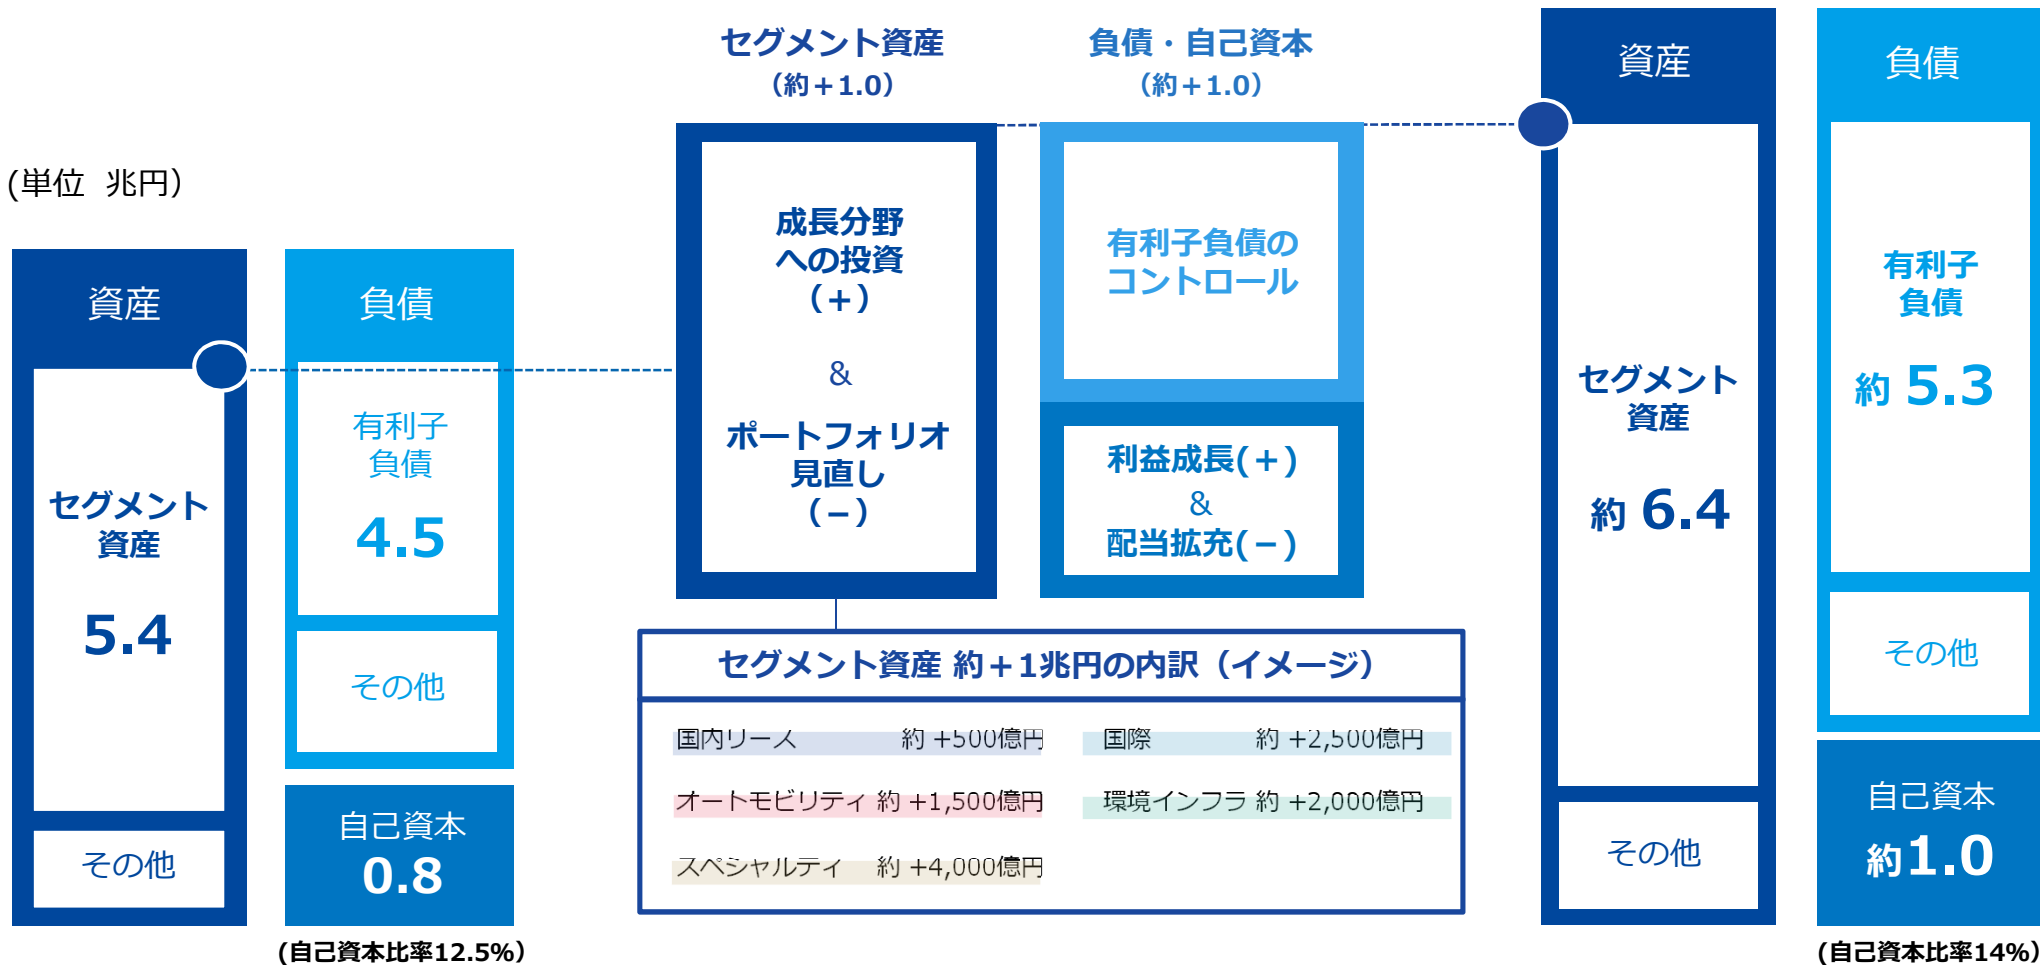 (単位 兆円)
資産
セグメント
資産
5.4
その他
負債
有利子
負債
4.5
その他
自己資本
0.8
(自己資本比率12.5%)
セグメント資産
(約+1.0)
成長分野
への投資
(+)
&
ポートフォリオ
見直し
(−)
負債・自己資本
(約+1.0)
有利子負債の
コントロール
利益成長(+)
&
配当拡充(−)
セグメント資産 約+1兆円の内訳(イメージ)
国内リース 約 +500億円 国際 約 +2,500億円
オートモビリティ 約 +1,500億円 環境インフラ 約 +2,000億円
スペシャルティ 約 +4,000億円
資産
セグメント
資産
約 6.4
その他
負債
有利子
負債
約 5.3
その他
自己資本
約1.0
(自己資本比率14%)